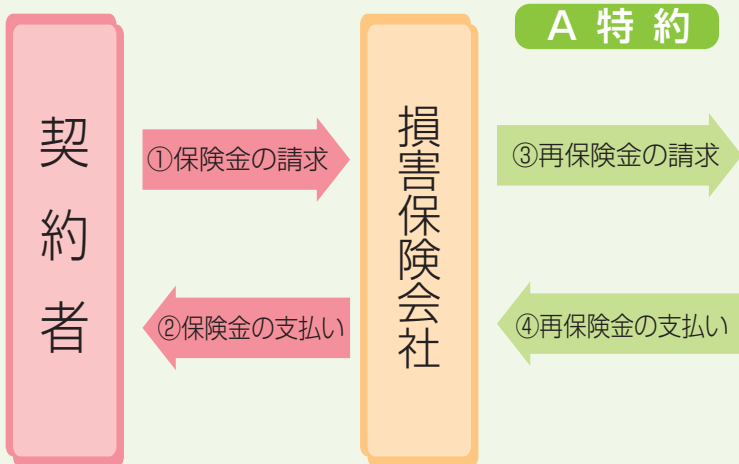 A 特 約
契約者
①保険金の請求
②保険金の支払い
損害保険会社
③再保険金の請求
④再保険金の支払い